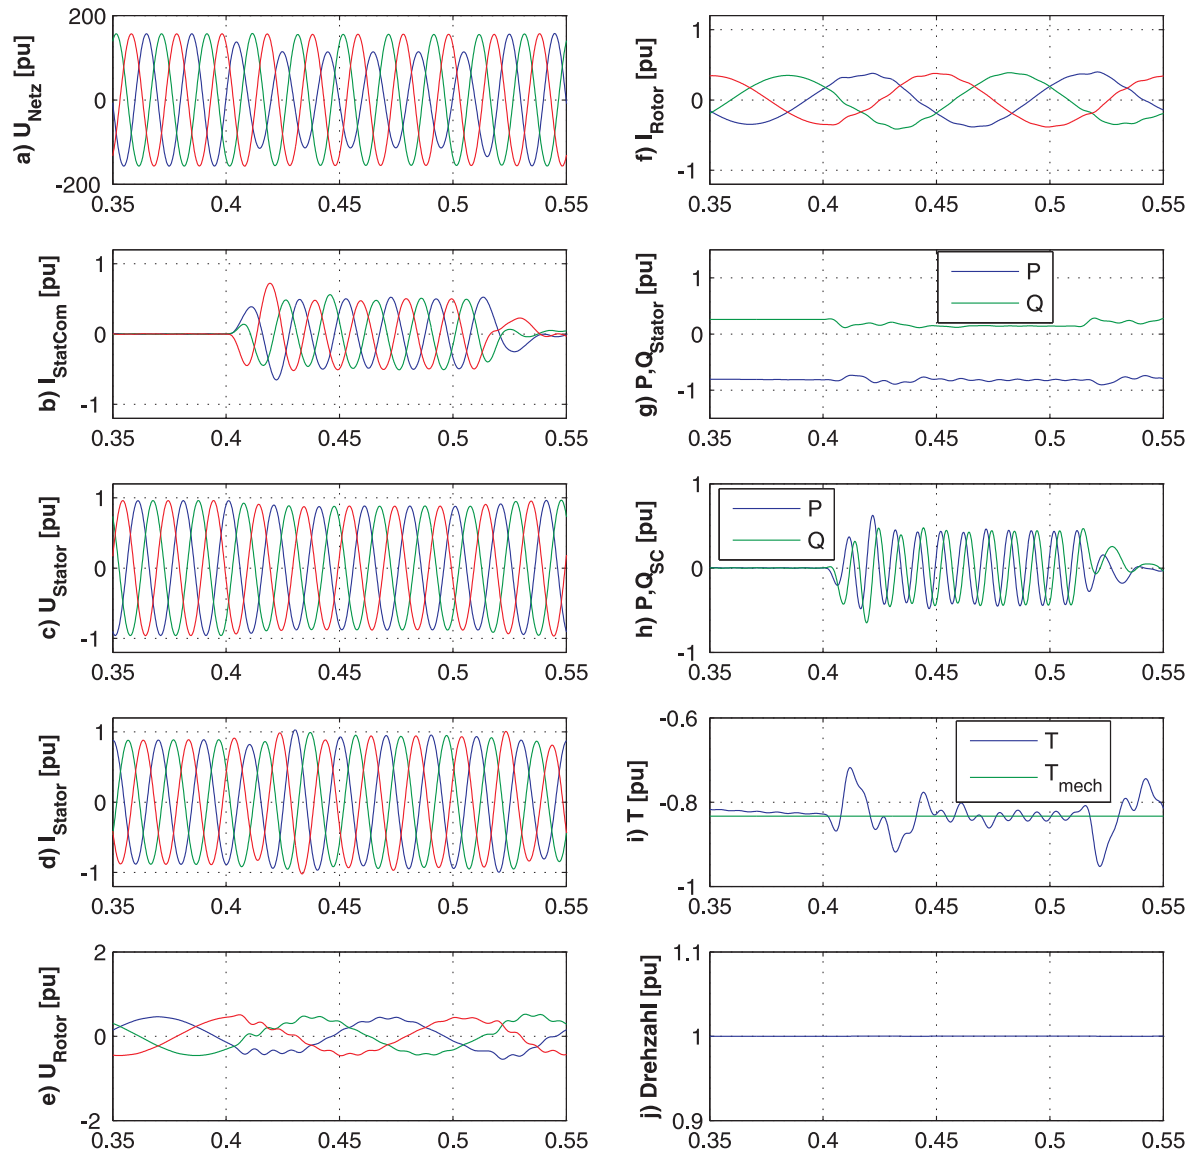 a) U_Netz [pu]
200
0
-200
0.35 0.4 0.45 0.5 0.55
b) I_StatCom [pu]
1
0
-1
0.35 0.4 0.45 0.5 0.55
c) U_Stator [pu]
1
0
-1
0.35 0.4 0.45 0.5 0.55
d) I_Stator [pu]
1
0
-1
0.35 0.4 0.45 0.5 0.55
e) U_Rotor [pu]
2
0
-2
0.35 0.4 0.45 0.5 0.55
f) I_Rotor [pu]
1
0
-1
0.35 0.4 0.45 0.5 0.55
g) P,Q_Stator [pu]
1
0
-1
P
Q
0.35 0.4 0.45 0.5 0.55
h) P,Q_SC [pu]
1
0
-1
P
Q
0.35 0.4 0.45 0.5 0.55
i) T [pu]
-0.6
-0.8
-1
T
T_mech
0.35 0.4 0.45 0.5 0.55
j) Drehzahl [pu]
1.1
1
0.9
0.35 0.4 0.45 0.5 0.55